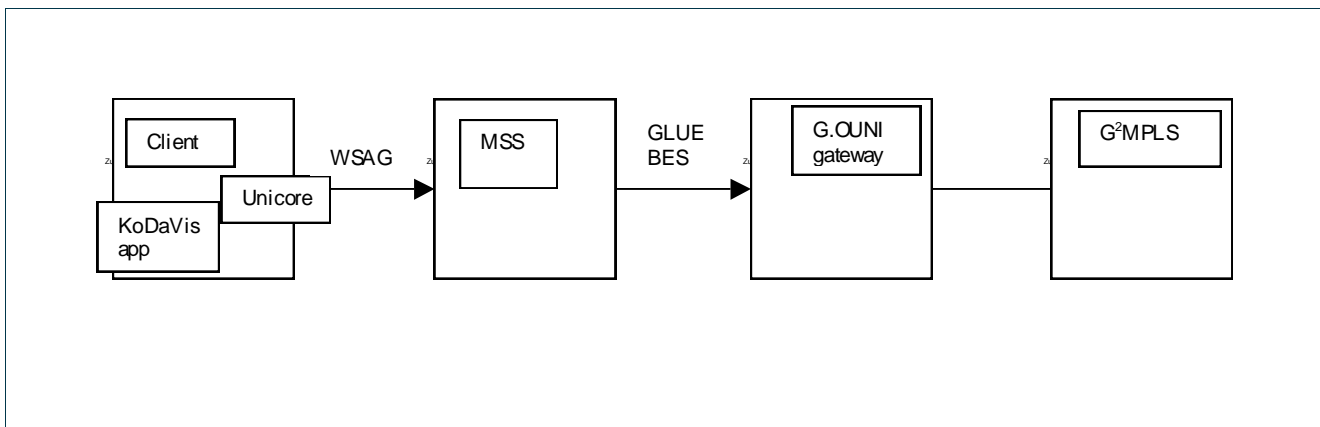 Client
Unicore
KoDaVis
app
WSAG
MSS
GLUE
BES
G.OUNI
gateway
G²MPLS